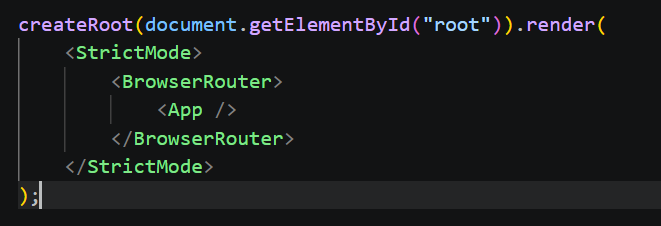 createRoot(document.getElementById("root")).render(
    <StrictMode>
        <BrowserRouter>
            <App />
        </BrowserRouter>
    </StrictMode>
);